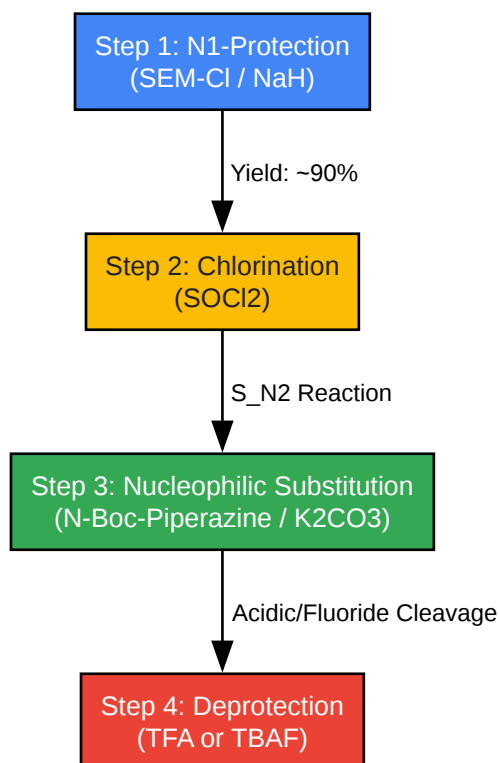 Step 1: N1-Protection
(SEM-Cl / NaH)
Yield: ~90%
Step 2: Chlorination
(SOCl2)
S_N2 Reaction
Step 3: Nucleophilic Substitution
(N-Boc-Piperazine / K2CO3)
Acidic/Fluoride Cleavage
Step 4: Deprotection
(TFA or TBAF)